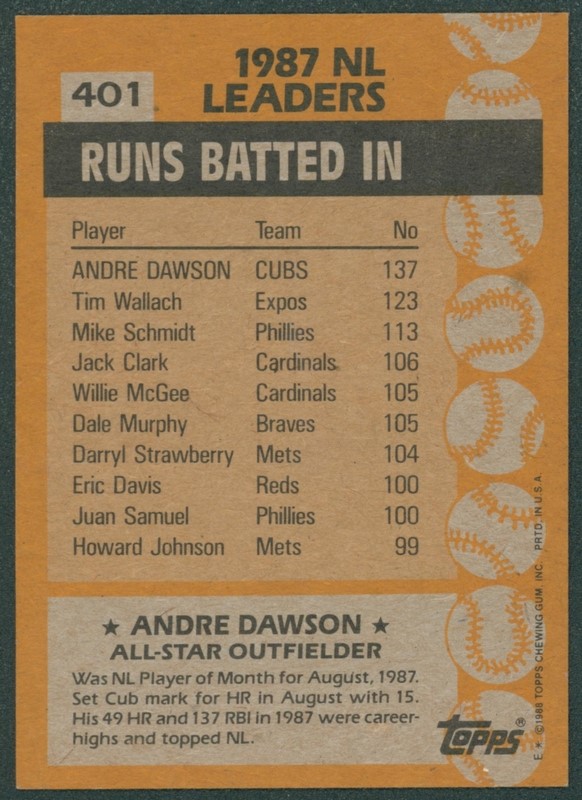 401
1987 NL
LEADERS
RUNS BATTED IN
Player Team No
ANDRE DAWSON CUBS 137
Tim Wallach Expos 123
Mike Schmidt Phillies 113
Jack Clark Cardinals 106
Willie McGee Cardinals 105
Dale Murphy Braves 105
Darryl Strawberry Mets 104
Eric Davis Reds 100
Juan Samuel Phillies 100
Howard Johnson Mets 99
★ ANDRE DAWSON ★
ALL-STAR OUTFIELDER
Was NL Player of Month for August, 1987.
Set Cub mark for HR in August with 15.
His 49 HR and 137 RBI in 1987 were career-
highs and topped NL.
topps®
E ★ ©1988 TOPPS CHEWING GUM, INC. PRTD. IN U.S.A.